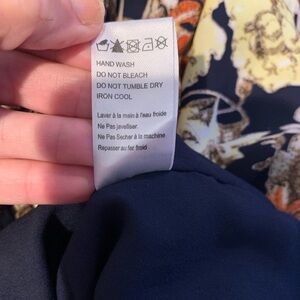 HAND WASH
DO NOT BLEACH
DO NOT TUMBLE DRY
IRON COOL
Laver à la main à l'eau froide
Ne Pas javelliser.
Ne Pas Sécher à la machine
Repasser au fer froid